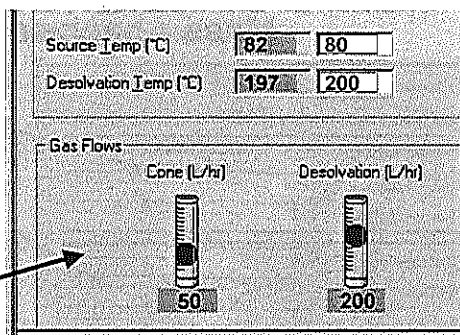 Source Temp (°C) 82 80
Desolvation Temp (°C) 197 200
Gas Flows
Cone (L/hr) Desolvation (L/hr)
50 200